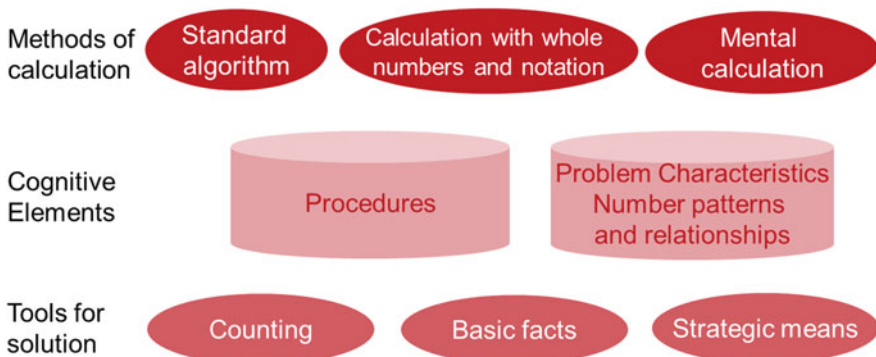 Methods of
calculation
Standard
algorithm
Calculation with whole
numbers and notation
Mental
calculation
Cognitive
Elements
Procedures
Problem Characteristics
Number patterns
and relationships
Tools for
solution
Counting
Basic facts
Strategic means